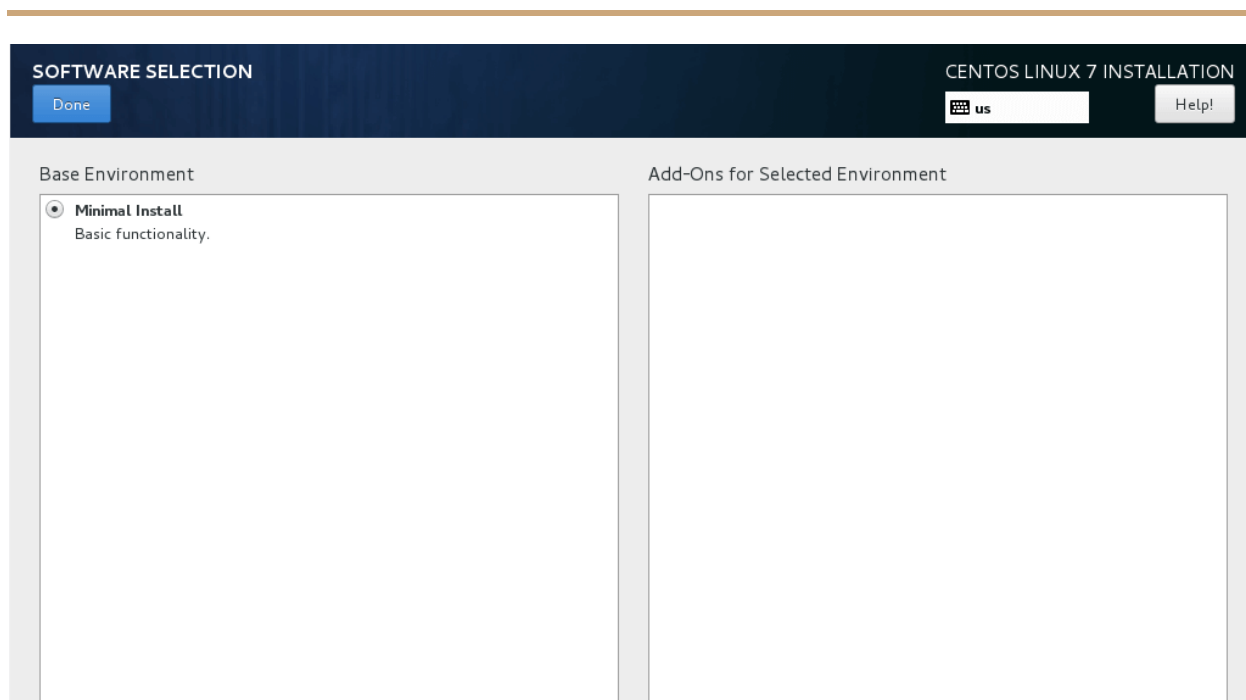 SOFTWARE SELECTION
CENTOS LINUX 7 INSTALLATION
Done
us
Help!
Base Environment
Add-Ons for Selected Environment
Minimal Install
Basic functionality.